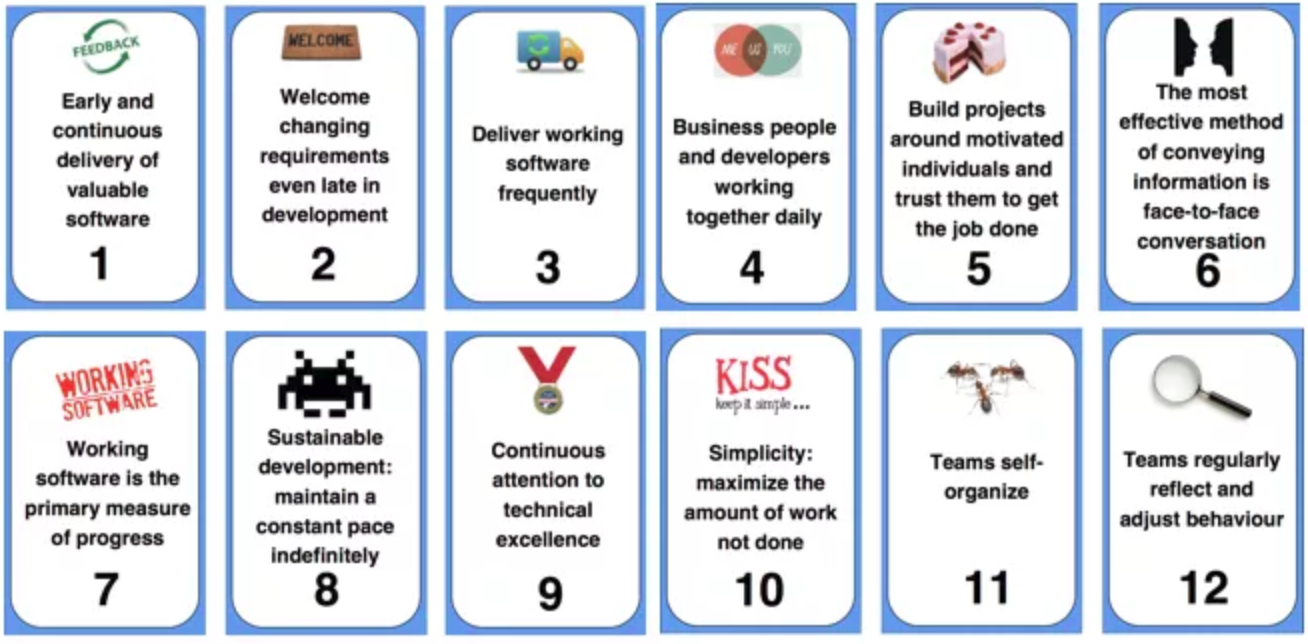 FEEDBACK
Early and
continuous
delivery of
valuable
software
1
WELCOME
Welcome
changing
requirements
even late in
development
2
Deliver working
software
frequently
3
ME US YOU
Business people
and developers
working
together daily
4
Build projects
around motivated
individuals and
trust them to get
the job done
5
The most
effective method
of conveying
information is
face-to-face
conversation
6
WORKING
SOFTWARE
Working
software is the
primary measure
of progress
7
Sustainable
development:
maintain a
constant pace
indefinitely
8
Continuous
attention to
technical
excellence
9
KISS
keep it simple...
Simplicity:
maximize the
amount of work
not done
10
Teams self-
organize
11
Teams regularly
reflect and
adjust behaviour
12